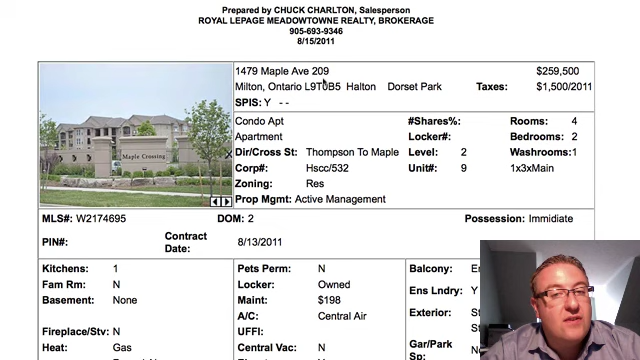 Prepared by CHUCK CHARLTON, Salesperson
ROYAL LEPAGE MEADOWTOWNE REALTY, BROKERAGE
905-693-9346
8/15/2011
1479 Maple Ave 209 $259,500
Milton, Ontario L9T0B5 Halton Dorset Park Taxes: $1,500/2011
SPIS: Y - -
Maple Crossing
Condo Apt #Shares%: Rooms: 4
Apartment Locker#: Bedrooms: 2
Dir/Cross St: Thompson To Maple Level: 2 Washrooms: 1
Corp#: Hscc/532 Unit#: 9 1x3xMain
Zoning: Res
Prop Mgmt: Active Management
MLS#: W2174695 DOM: 2 Possession: Immediate
PIN#: Contract Date: 8/13/2011
Kitchens: 1 Pets Perm: N Balcony:
Fam Rm: N Locker: Owned Ens Lndry: Y
Basement: None Maint: $198 Exterior:
A/C: Central Air
Fireplace/Stv: N UFFI:
Heat: Gas Central Vac: N Gar/Park Sp: